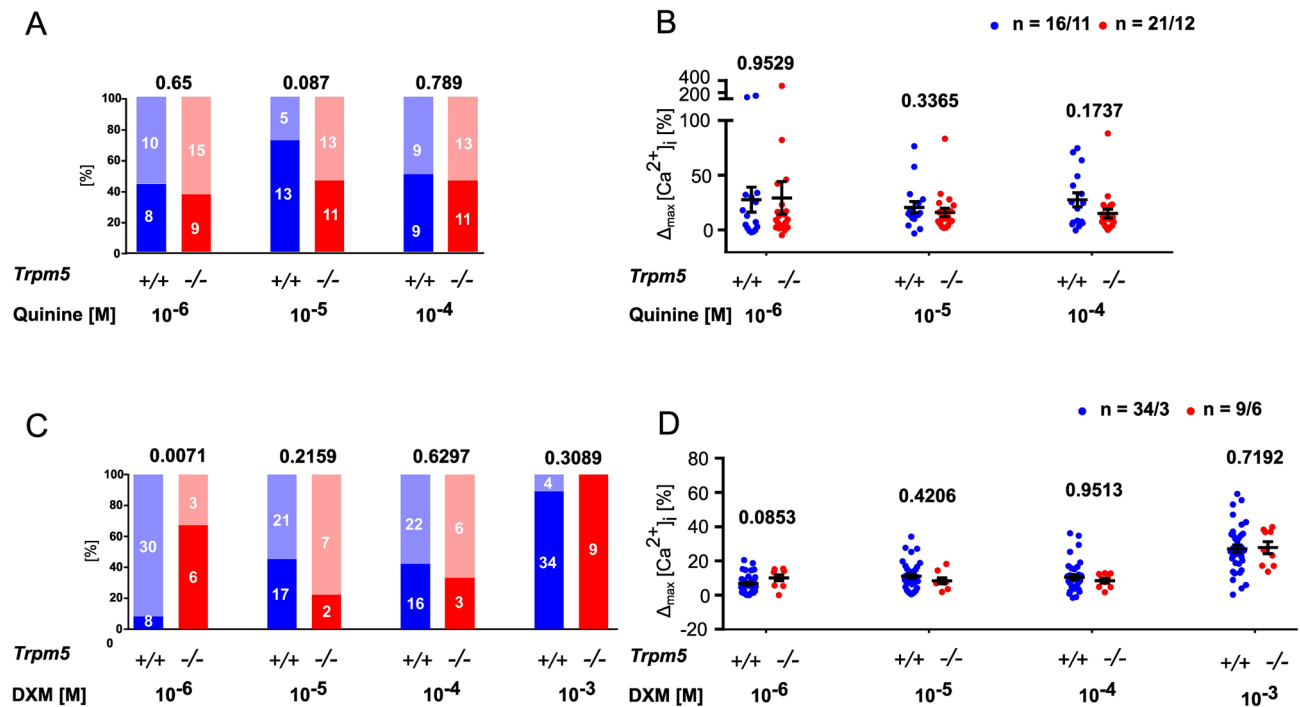 A
0.65 0.087 0.789
100
80
60
40
20
0
[%]
10 15 5 13 9 13
8 9 13 11 9 11
Trpm5 +/+ -/- +/+ -/- +/+ -/-
Quinine [M] 10-6 10-5 10-4
B
n = 16/11 n = 21/12
0.9529 0.3365 0.1737
400
200
100
50
0
Δmax [Ca2+]i [%]
Trpm5 +/+ -/- +/+ -/- +/+ -/-
Quinine [M] 10-6 10-5 10-4
C
0.0071 0.2159 0.6297 0.3089
100
80
60
40
20
0
0
[%]
30 3 21 7 22 6 4
8 6 17 2 16 3 34 9
Trpm5 +/+ -/- +/+ -/- +/+ -/- +/+ -/-
DXM [M] 10-6 10-5 10-4 10-3
D
n = 34/3 n = 9/6
0.0853 0.4206 0.9513 0.7192
80
60
40
20
0
-20
Δmax [Ca2+]i [%]
Trpm5 +/+ -/- +/+ -/- +/+ -/- +/+ -/-
DXM [M] 10-6 10-5 10-4 10-3